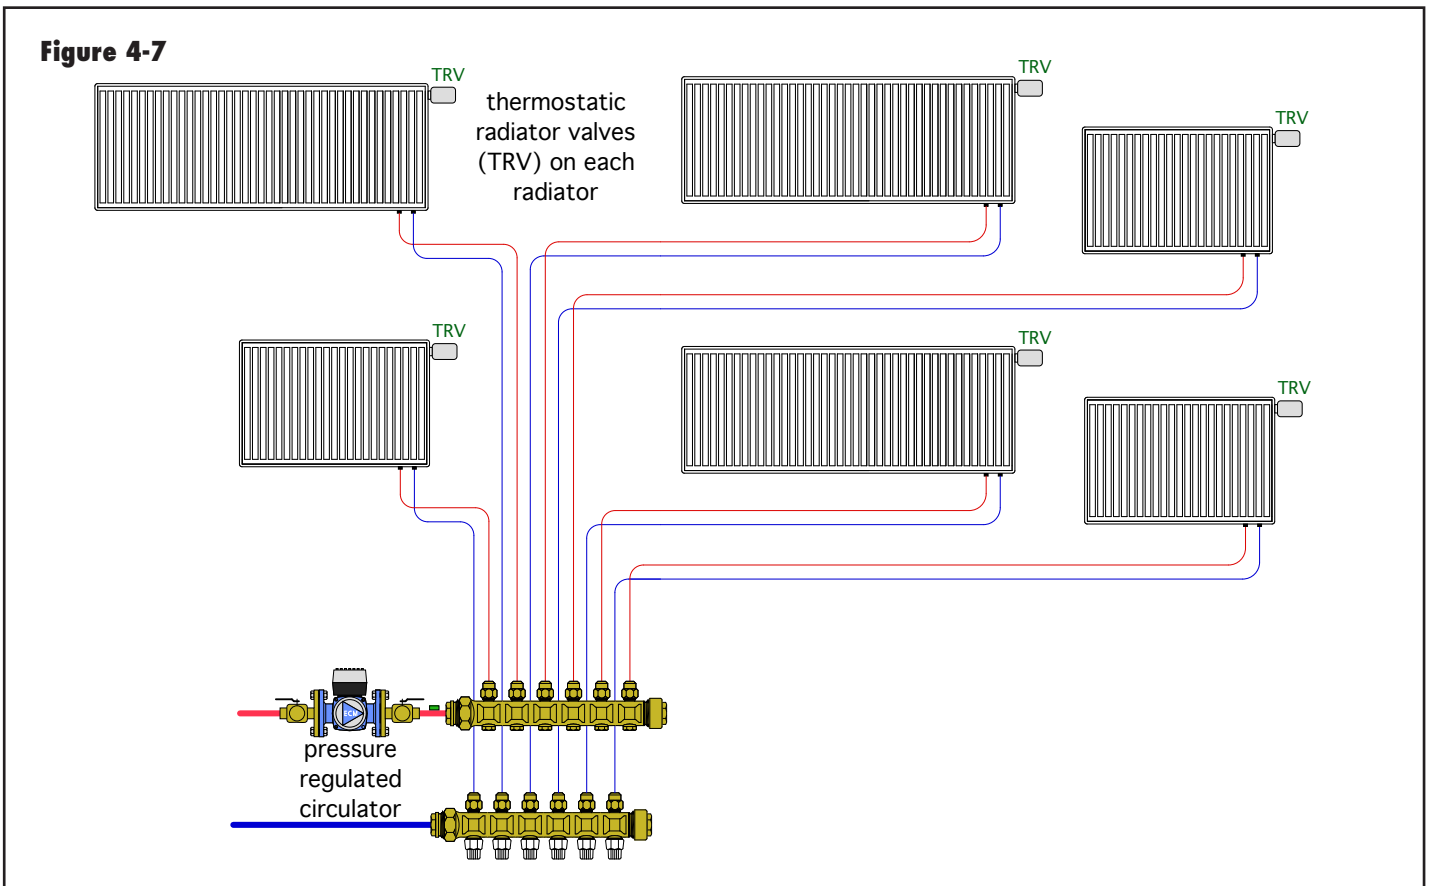 Figure 4-7
TRV
thermostatic
radiator valves
(TRV) on each
radiator
TRV
TRV
TRV
TRV
TRV
ECM
pressure
regulated
circulator